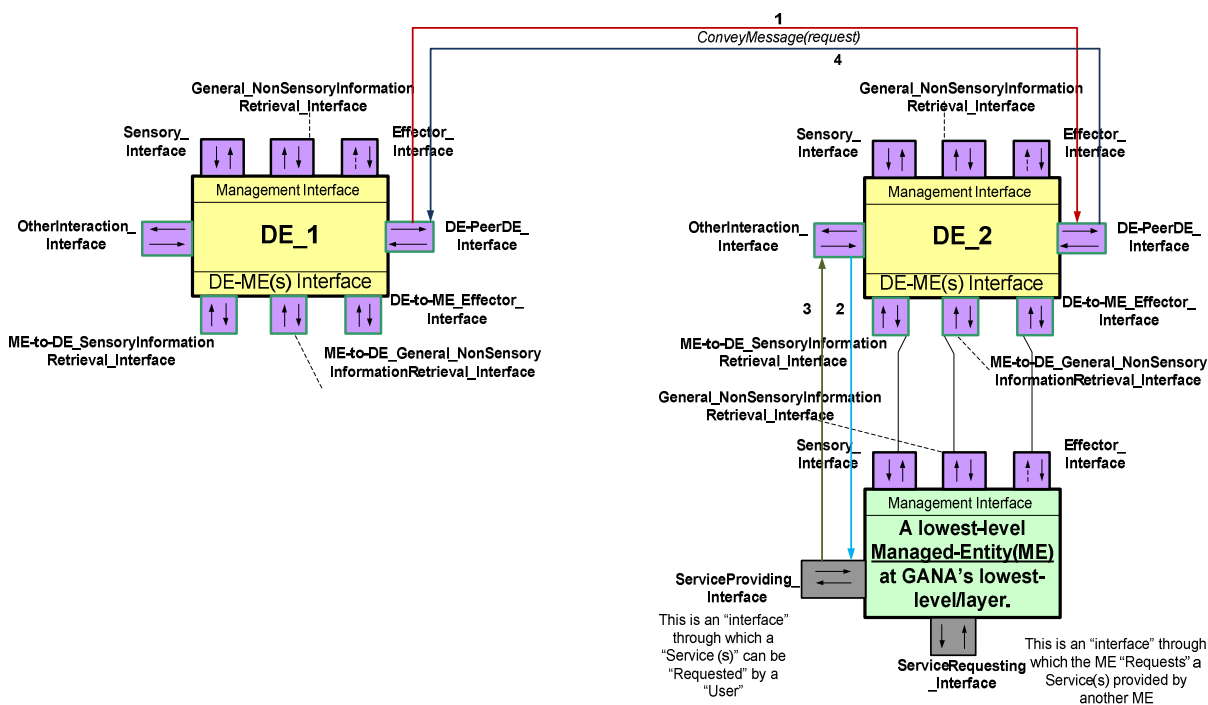 1
ConveyMessage(request)
4
General_NonSensoryInformation
Retrieval_Interface
Sensory_
Interface
Effector_
Interface
Management Interface
DE_1
OtherInteraction_
Interface
DE-PeerDE_
Interface
DE-ME(s) Interface
DE-to-ME_Effector_
Interface
ME-to-DE_SensoryInformation
Retrieval_Interface
ME-to-DE_General_NonSensory
InformationRetrieval_Interface
General_NonSensoryInformation
Retrieval_Interface
Sensory_
Interface
Effector_
Interface
Management Interface
DE_2
OtherInteraction_
Interface
DE-PeerDE_
Interface
DE-ME(s) Interface
DE-to-ME_Effector_
Interface
3
2
ME-to-DE_SensoryInformation
Retrieval_Interface
ME-to-DE_General_NonSensory
InformationRetrieval_Interface
General_NonSensoryInformation
Retrieval_Interface
Sensory_
Interface
Effector_
Interface
Management Interface
A lowest-level
Managed-Entity(ME)
at GANA's lowest-
level/layer.
ServiceProviding_
Interface
This is an "interface"
through which a
"Service (s)" can be
"Requested" by a
"User"
ServiceRequesting
_Interface
This is an "interface" through
which the ME "Requests" a
Service(s) provided by
another ME